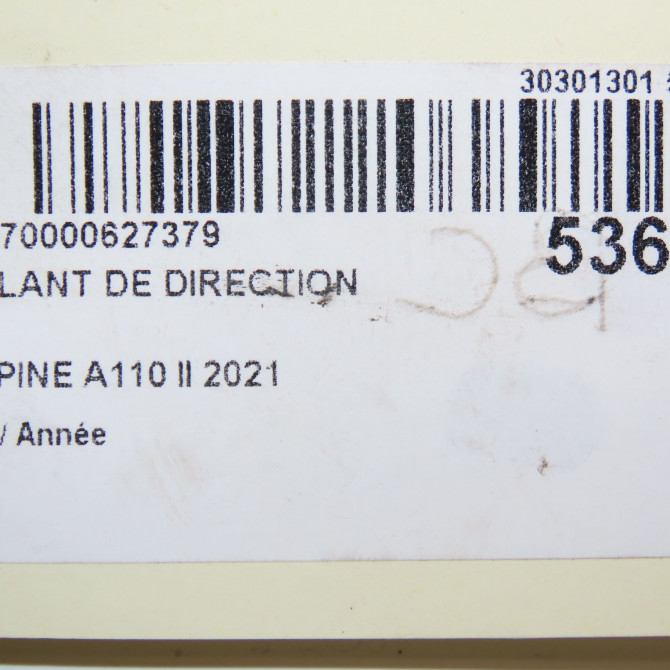 30301301
70000627379
536
LANT DE DIRECTION
PINE A110 II 2021
/ Année